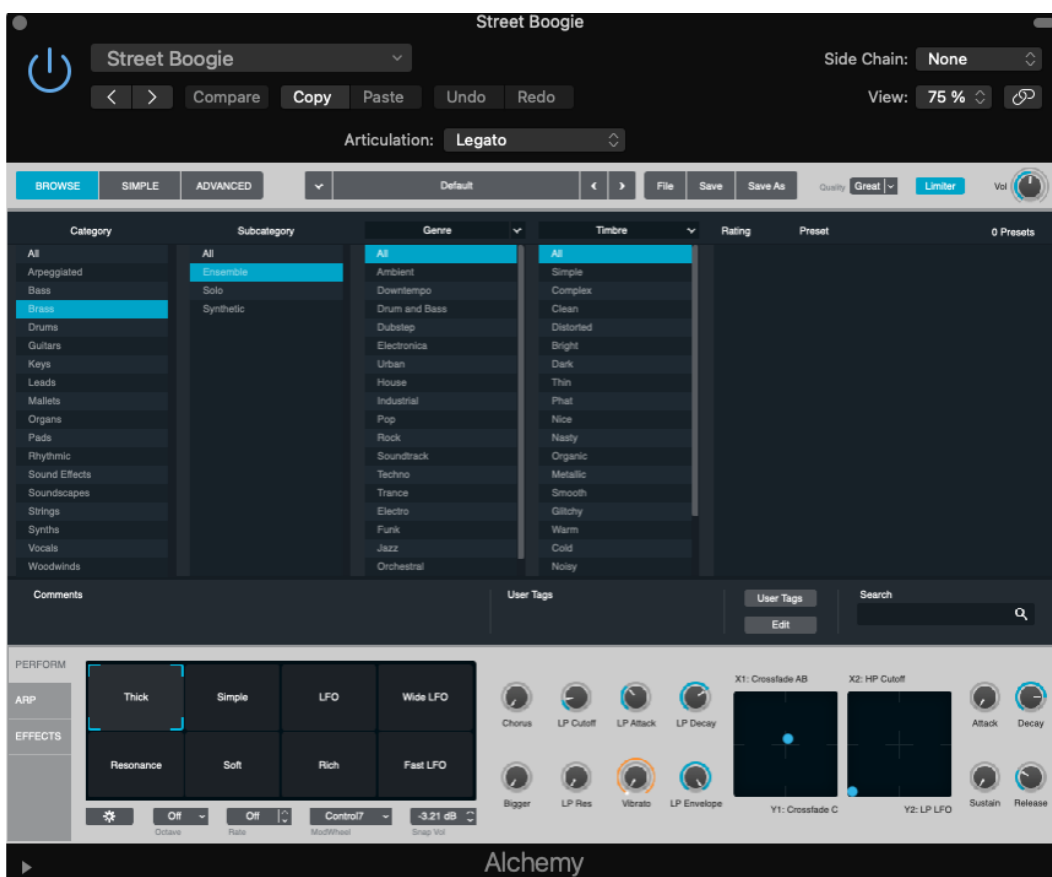 Street Boogie
Street Boogie
Side Chain: None
Compare Copy Paste Undo Redo
View: 75 %
Articulation: Legato
BROWSE SIMPLE ADVANCED Default File Save Save As Quality Great Limiter Vol
Category Subcategory Genre Timbre Rating Preset 0 Presets
All All All All
Arpeggiated Ensemble Ambient Simple
Bass Solo Downtempo Complex
Brass Synthetic Drum and Bass Clean
Drums Dubstep Distorted
Guitars Electronica Bright
Keys Urban Dark
Leads House Thin
Mallets Industrial Phat
Organs Pop Nice
Pads Rock Nasty
Rhythmic Soundtrack Organic
Sound Effects Techno Metallic
Soundscapes Trance Smooth
Strings Electro Glitchy
Synths Funk Warm
Vocals Jazz Cold
Woodwinds Orchestral Noisy
Comments User Tags User Tags Search
Edit
PERFORM
ARP
EFFECTS
Thick Simple LFO Wide LFO
Resonance Soft Rich Fast LFO
Off Off Control7 -3.21 dB
Octave Rate ModWheel Snap Vol
Chorus LP Cutoff LP Attack LP Decay
Bigger LP Res Vibrato LP Envelope
X1: Crossfade AB X2: HP Cutoff
Y1: Crossfade C Y2: LP LFO
Attack Decay
Sustain Release
Alchemy